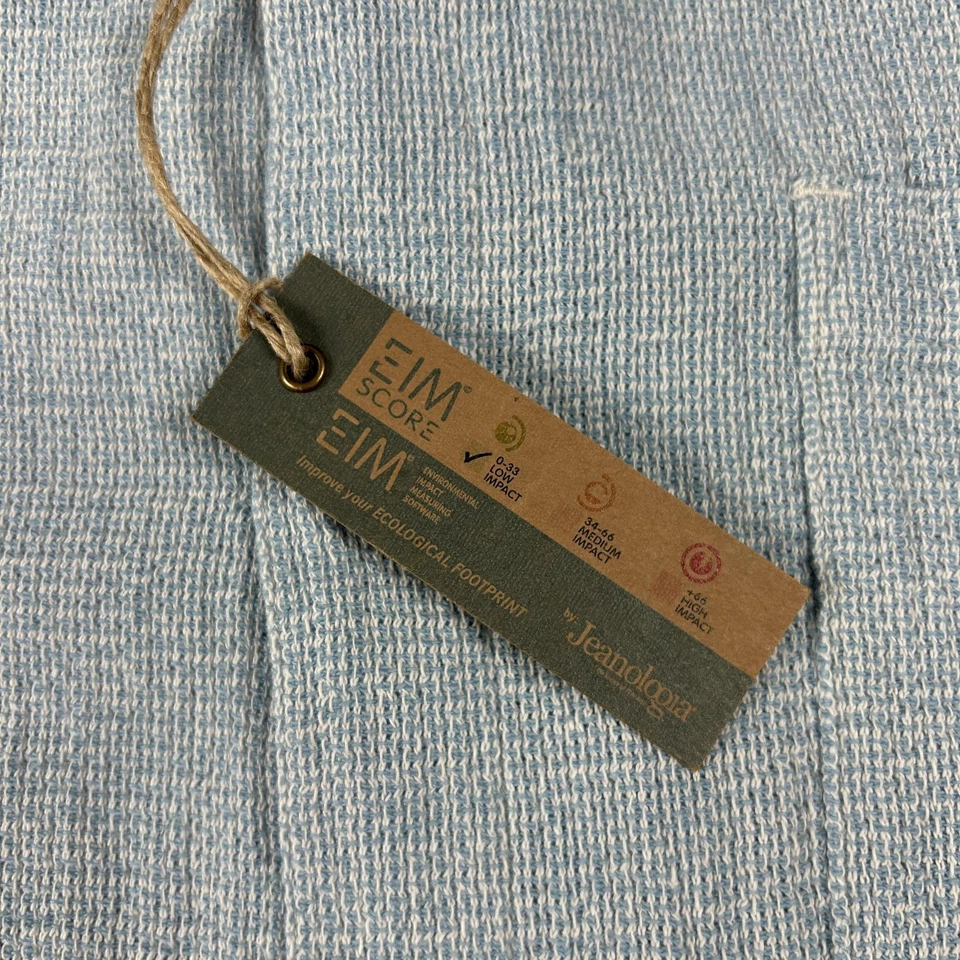 EIM©
SCORE
0-33
LOW
IMPACT
34-66
MEDIUM
IMPACT
+66
HIGH
IMPACT
EIM©
ENVIRONMENTAL
IMPACT
MEASURING
SOFTWARE
Improve your ECOLOGICAL FOOTPRINT
by Jeanologia